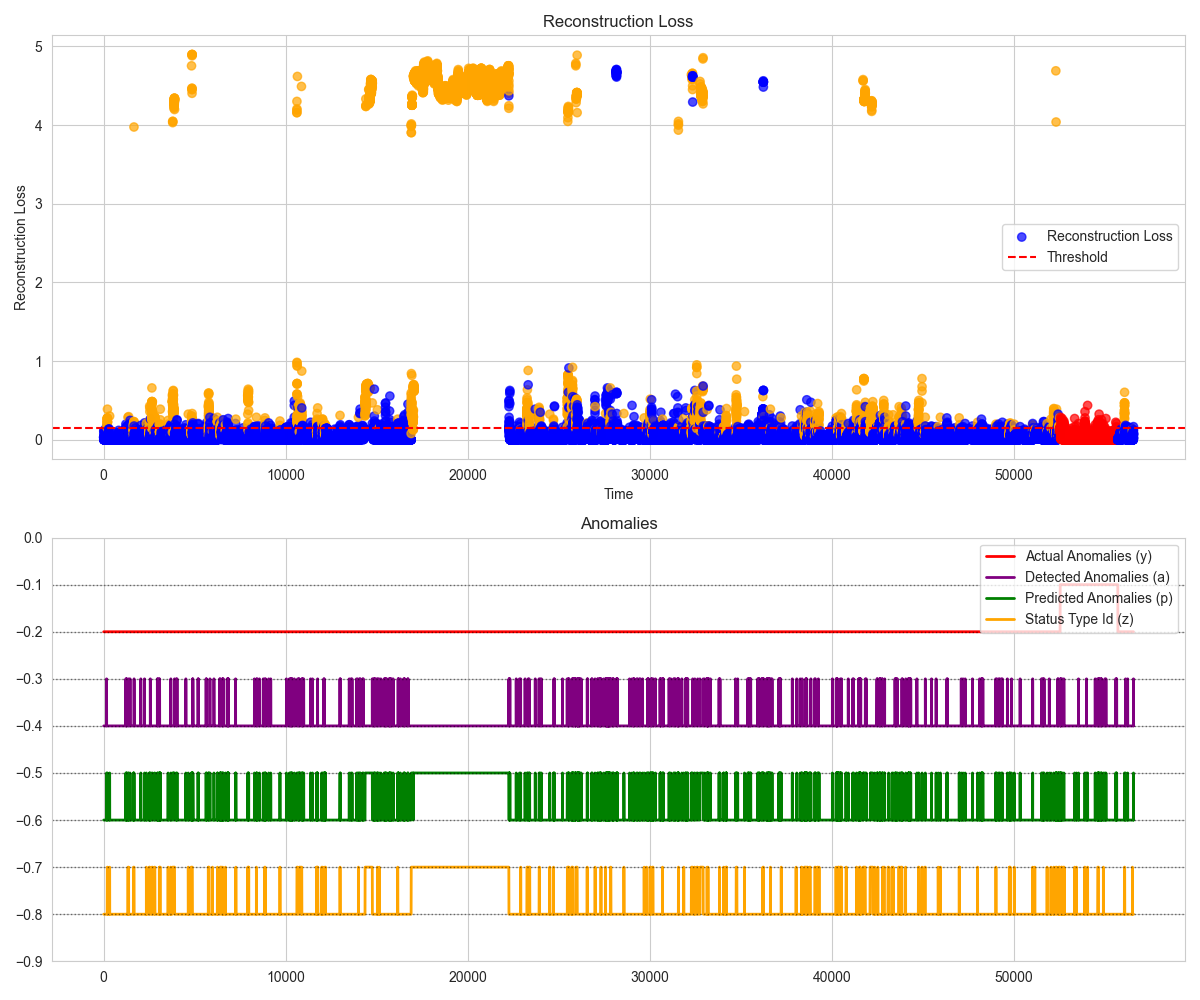 Reconstruction Loss
5
4
3
2
1
0
Reconstruction Loss
Reconstruction Loss
Threshold
0 10000 20000 30000 40000 50000
Time
Anomalies
0.0
−0.1
−0.2
−0.3
−0.4
−0.5
−0.6
−0.7
−0.8
−0.9
Actual Anomalies (y)
Detected Anomalies (a)
Predicted Anomalies (p)
Status Type Id (z)
0 10000 20000 30000 40000 50000